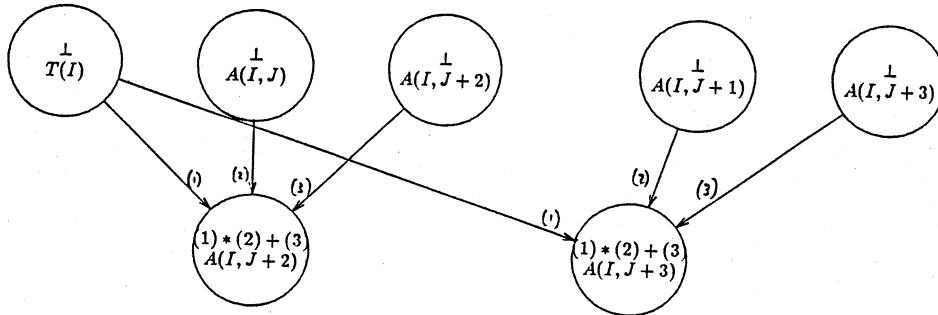 ⊥
T(I)
⊥
A(I, J)
⊥
A(I, J + 2)
⊥
A(I, J + 1)
⊥
A(I, J + 3)
(1)
(2)
(3)
(1)
(2)
(3)
(1) * (2) + (3)
A(I, J + 2)
(1) * (2) + (3)
A(I, J + 3)